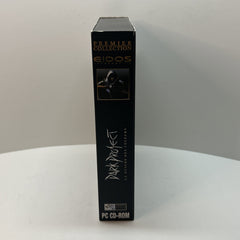 PREMIER
COLLECTION
EIDOS
DARK PROJECT
PC CD-ROM